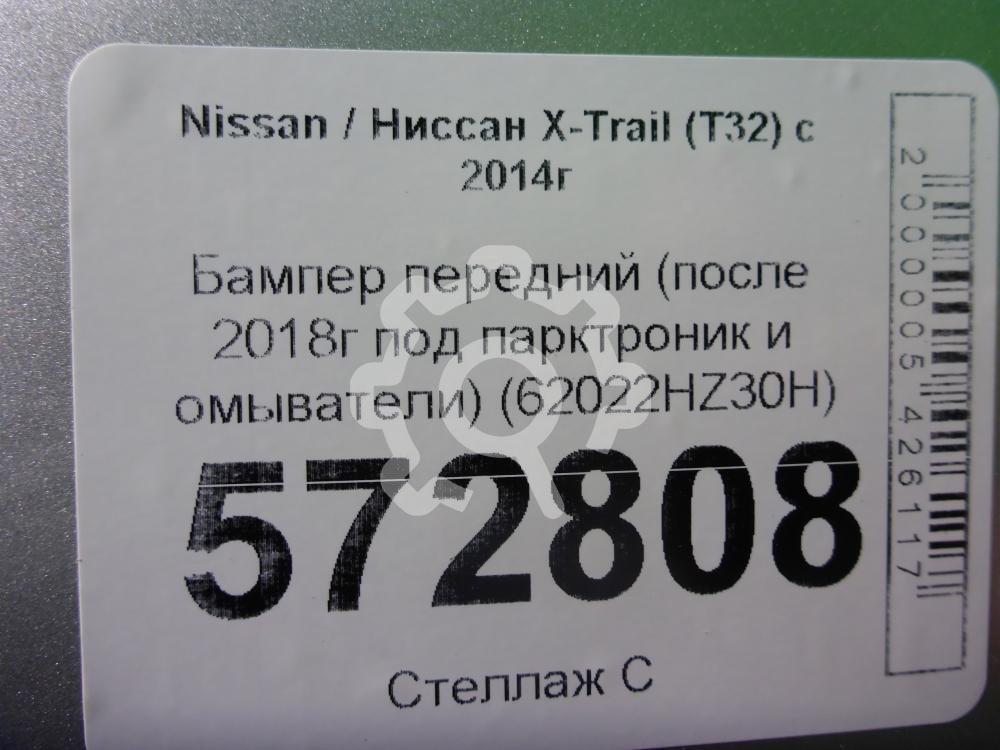 Nissan / Ниссан X-Trail (T32) с
2014г
Бампер передний (после
2018г под парктроник и
омыватели) (62022HZ30H)
572808
Стеллаж С
2000005426117